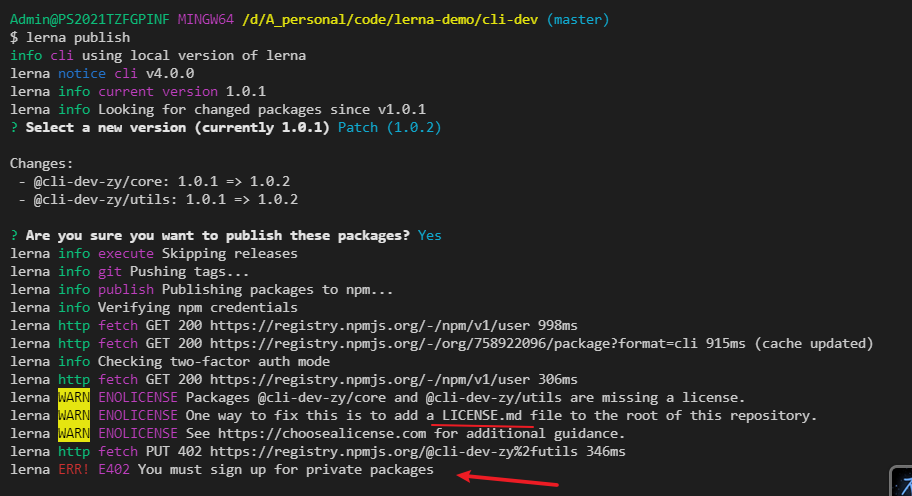 Admin@PS2021TZFGPINF MINGW64 /d/A_personal/code/lerna-demo/cli-dev (master)
$ lerna publish
info cli using local version of lerna
lerna notice cli v4.0.0
lerna info current version 1.0.1
lerna info Looking for changed packages since v1.0.1
? Select a new version (currently 1.0.1) Patch (1.0.2)
Changes:
- @cli-dev-zy/core: 1.0.1 => 1.0.2
- @cli-dev-zy/utils: 1.0.1 => 1.0.2
? Are you sure you want to publish these packages? Yes
lerna info execute Skipping releases
lerna info git Pushing tags...
lerna info publish Publishing packages to npm...
lerna info Verifying npm credentials
lerna http fetch GET 200 https://registry.npmjs.org/-/npm/v1/user 998ms
lerna http fetch GET 200 https://registry.npmjs.org/-/org/758922096/package?format=cli 915ms (cache updated)
lerna info Checking two-factor auth mode
lerna http fetch GET 200 https://registry.npmjs.org/-/npm/v1/user 306ms
lerna WARN ENOLICENSE Packages @cli-dev-zy/core and @cli-dev-zy/utils are missing a license.
lerna WARN ENOLICENSE One way to fix this is to add a LICENSE.md file to the root of this repository.
lerna WARN ENOLICENSE See https://choosealicense.com for additional guidance.
lerna http fetch PUT 402 https://registry.npmjs.org/@cli-dev-zy%2futils 346ms
lerna ERR! E402 You must sign up for private packages